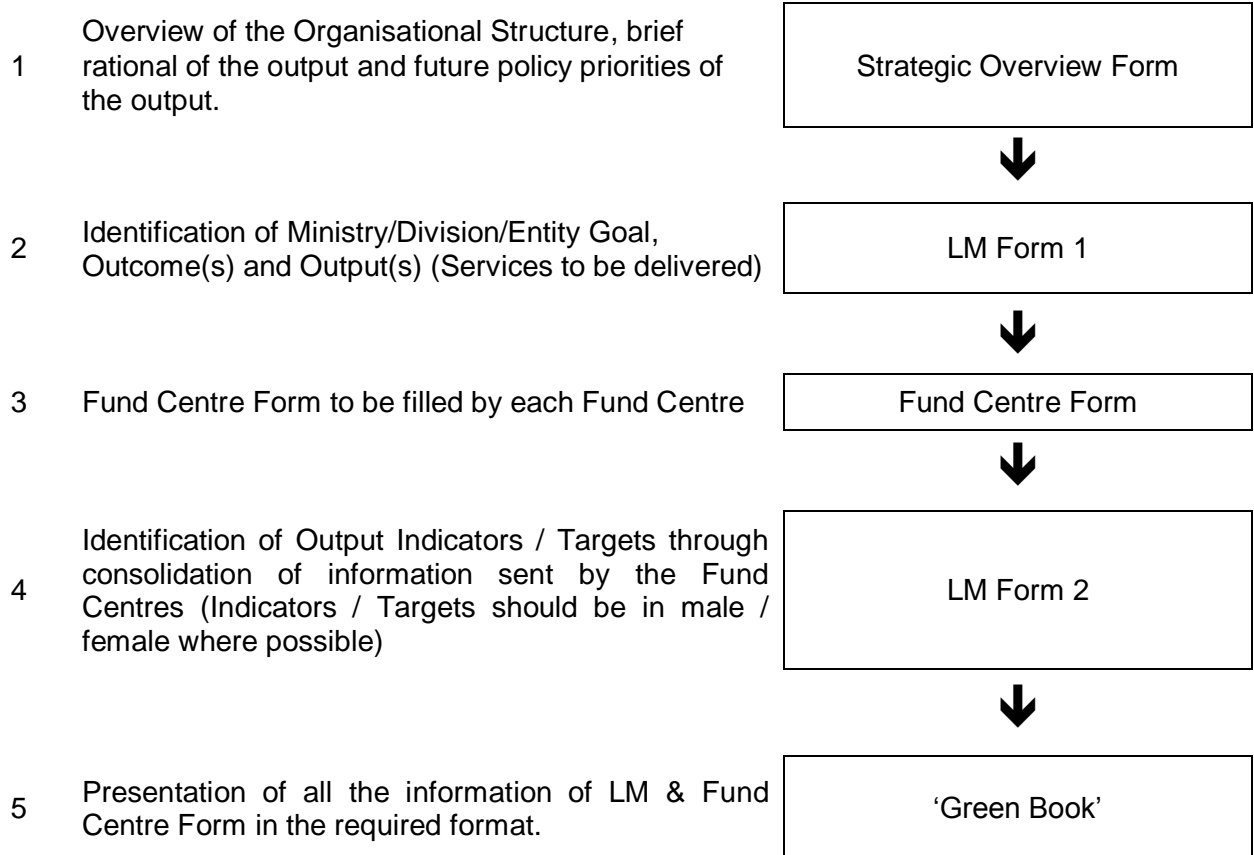 Overview of the Organisational Structure, brief
1 rational of the output and future policy priorities of
the output.
Strategic Overview Form
2 Identification of Ministry/Division/Entity Goal,
Outcome(s) and Output(s) (Services to be delivered)
LM Form 1
3 Fund Centre Form to be filled by each Fund Centre
Fund Centre Form
Identification of Output Indicators / Targets through
consolidation of information sent by the Fund
4 Centres (Indicators / Targets should be in male /
female where possible)
LM Form 2
5 Presentation of all the information of LM & Fund
Centre Form in the required format.
‘Green Book’